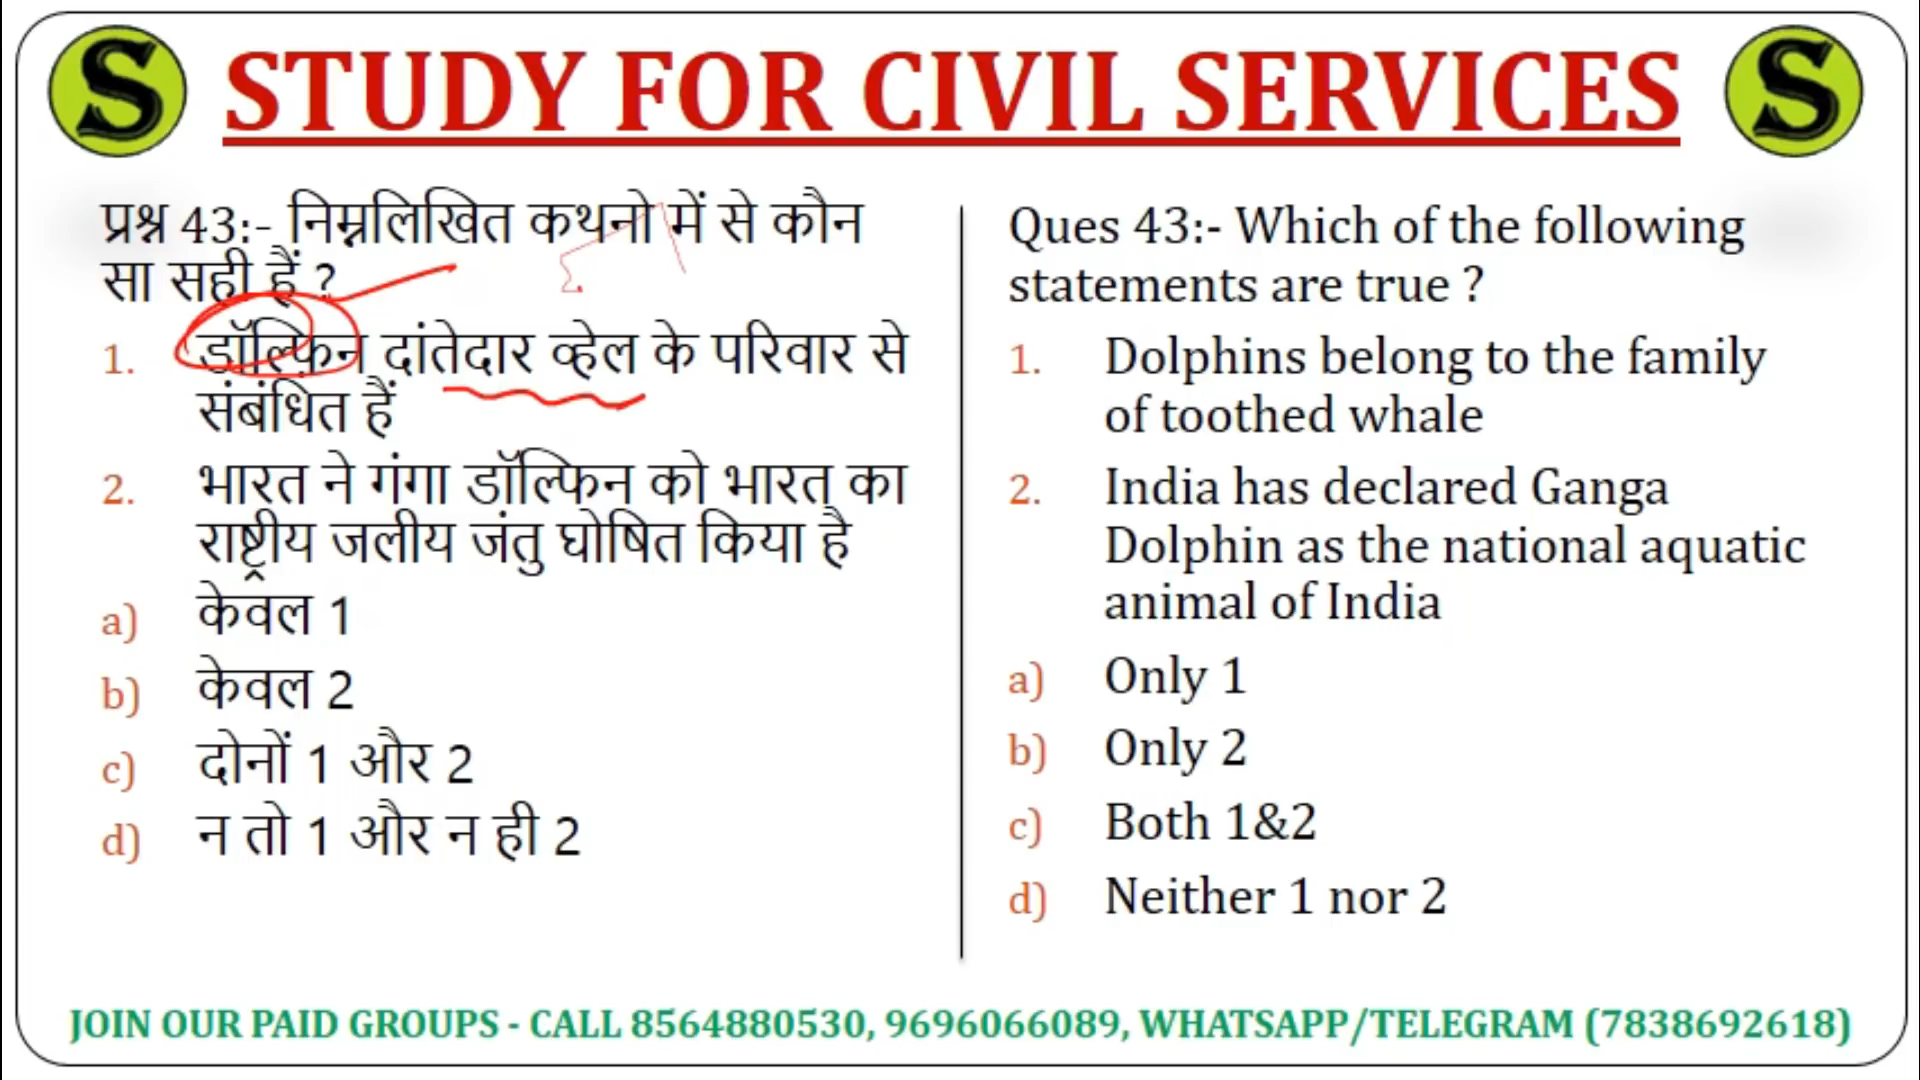 S STUDY FOR CIVIL SERVICES S
प्रश्न 43:- निम्नलिखित कथनो में से कौन
सा सही हैं ?
1. डॉल्फिन दांतेदार व्हेल के परिवार से
संबंधित हैं
2. भारत ने गंगा डॉल्फिन को भारत का
राष्ट्रीय जलीय जंतु घोषित किया है
a) केवल 1
b) केवल 2
c) दोनों 1 और 2
d) न तो 1 और न ही 2
Ques 43:- Which of the following
statements are true ?
1. Dolphins belong to the family
of toothed whale
2. India has declared Ganga
Dolphin as the national aquatic
animal of India
a) Only 1
b) Only 2
c) Both 1&2
d) Neither 1 nor 2
JOIN OUR PAID GROUPS - CALL 8564880530, 9696066089, WHATSAPP/TELEGRAM (7838692618)